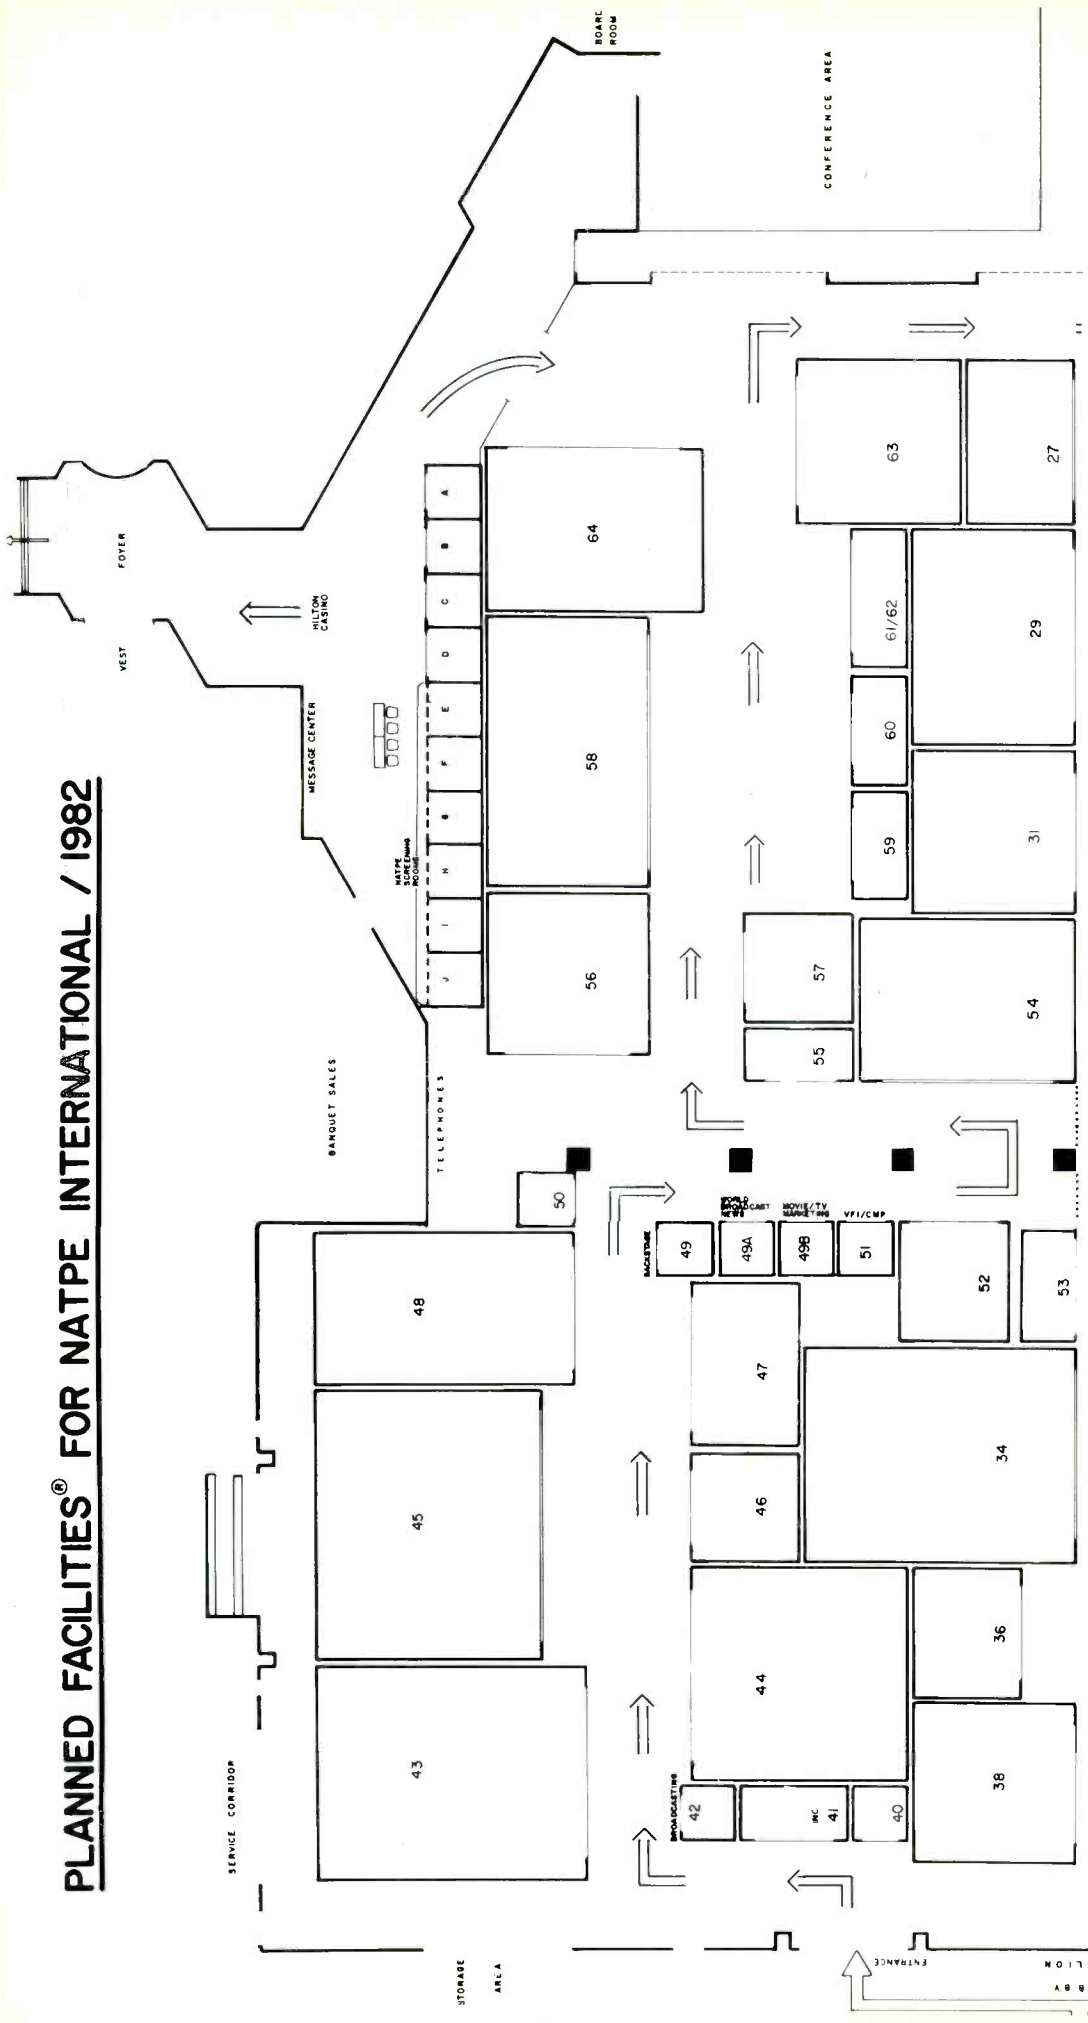 PLANNED FACILITIES® FOR NATPE INTERNATIONAL / 1982
STORAGE
AREA
SERVICE CORRIDOR
BANQUET SALES
TELEPHONES
MESSAGE CENTER
VEST
FOYER
HILTON
CASINO
BOARD
ROOM
CONFERENCE AREA
NATPE
SCREENING
ROOMS
J
I
H
G
F
E
D
C
B
A
43
45
48
50
56
58
64
BROADCASTING
42
INC
41
40
44
46
47
BACKSTAGE
49
WORLD
BROADCAST
NEWS
49A
MOVIE/TV
MARKETING
49B
VFI/CMP
51
52
53
55
57
59
60
61/62
63
38
36
34
54
31
29
27
ENTRANCE
LION
BBY